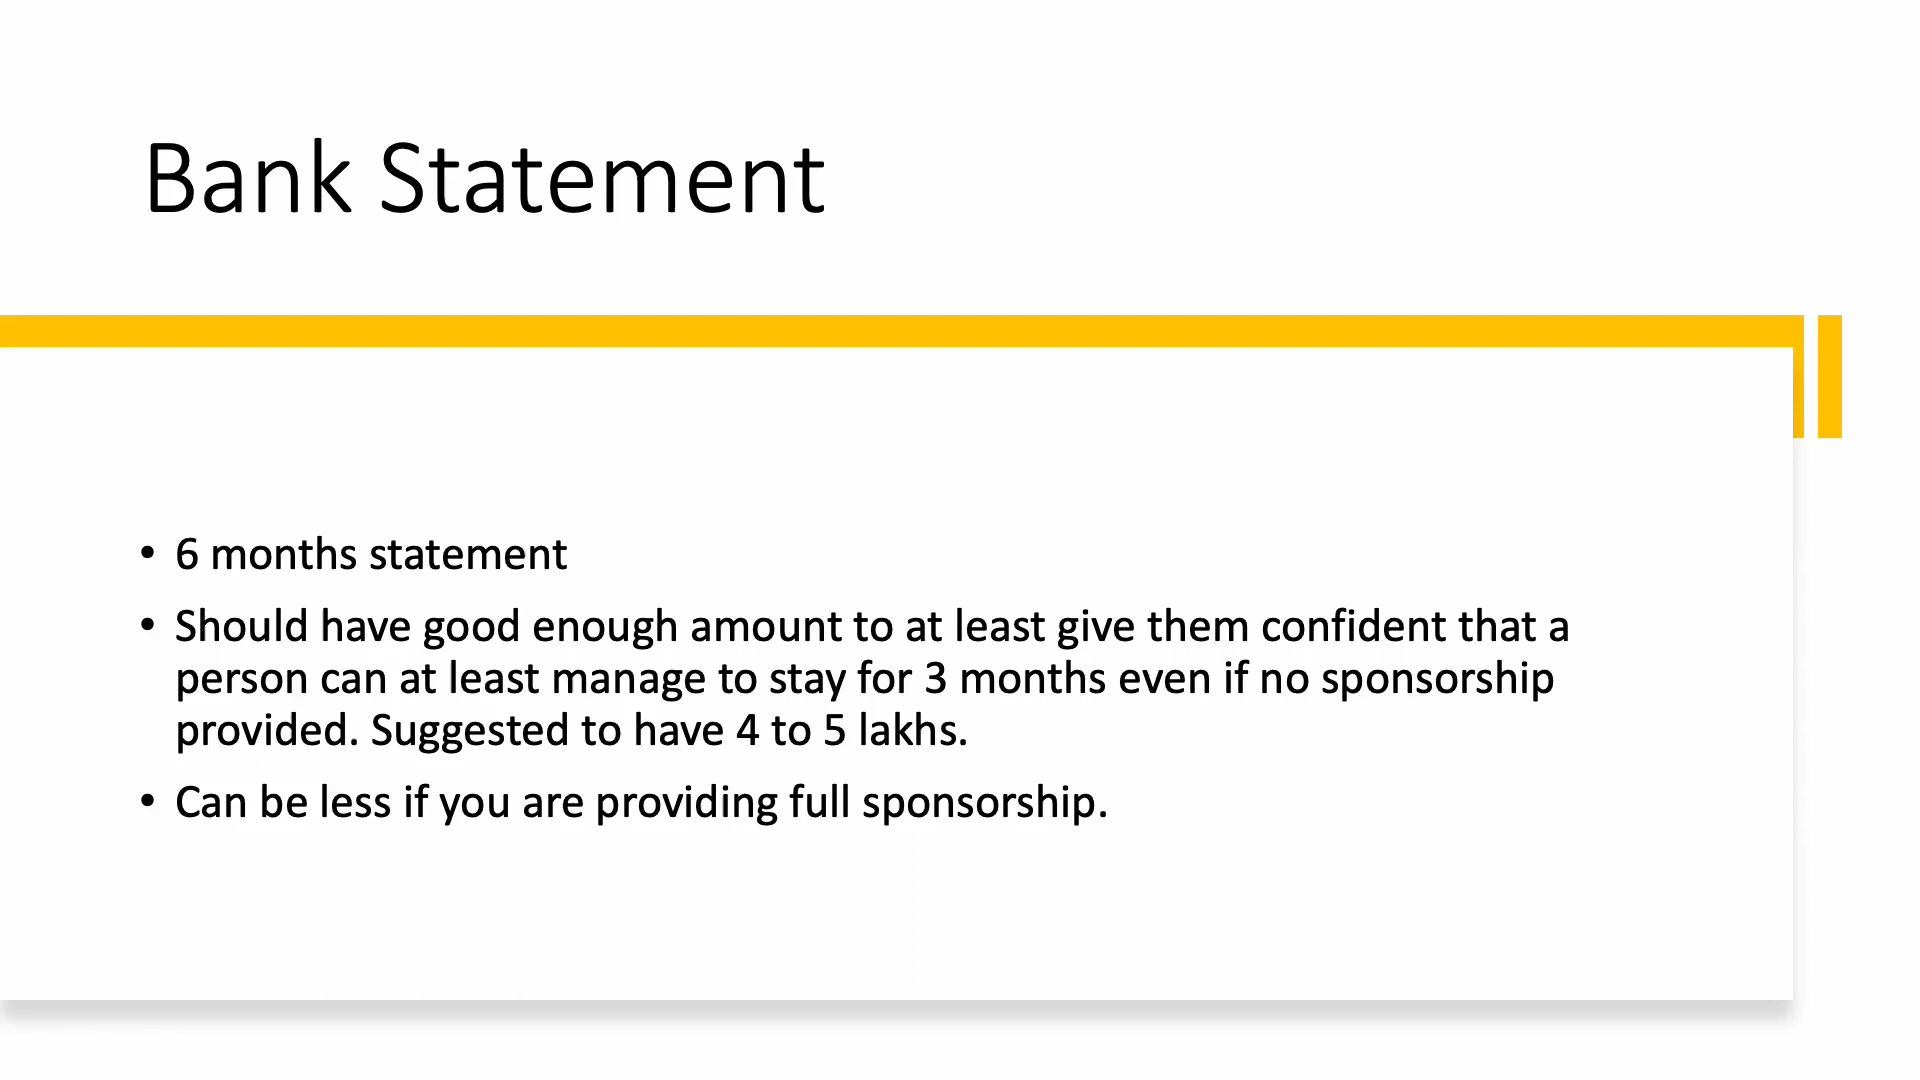 Bank Statement
• 6 months statement
• Should have good enough amount to at least give them confident that a
person can at least manage to stay for 3 months even if no sponsorship
provided. Suggested to have 4 to 5 lakhs.
• Can be less if you are providing full sponsorship.